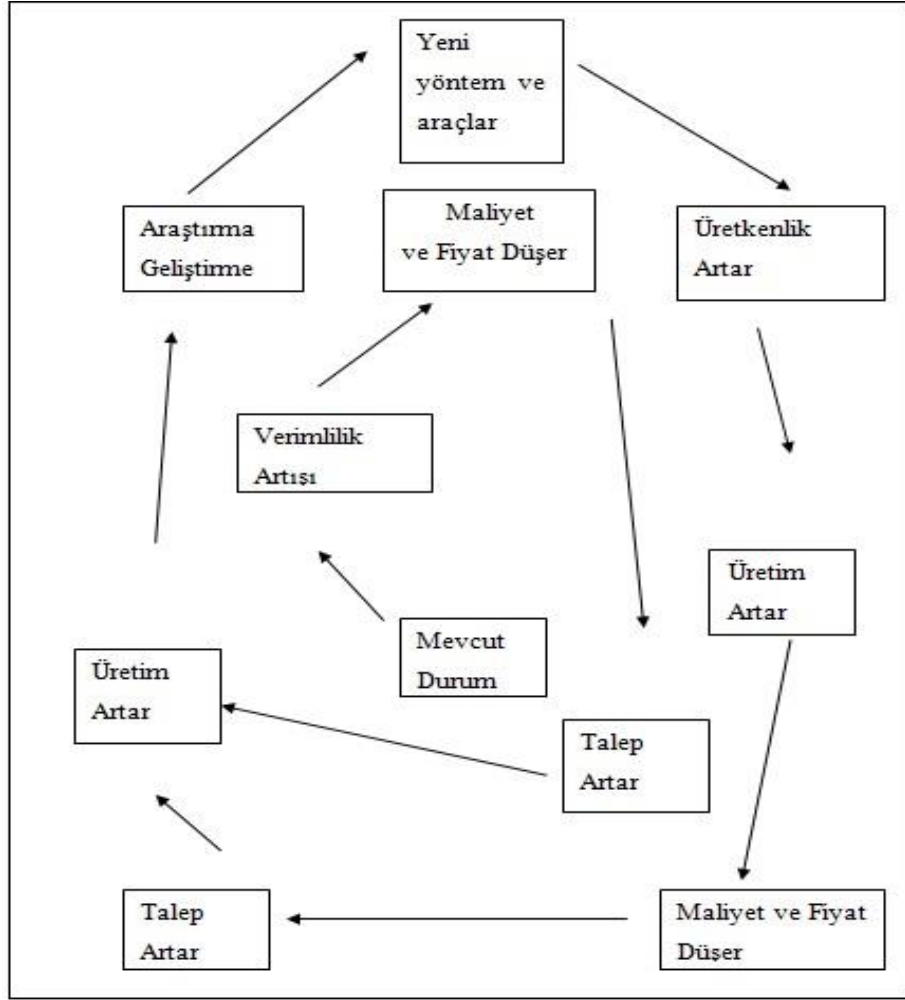 Yeni
yöntem ve
araçlar
Araştırma
Geliştirme
Maliyet
ve Fiyat Düşer
Üretkenlik
Artar
Verimlilik
Artışı
Üretim
Artar
Mevcut
Durum
Üretim
Artar
Talep
Artar
Talep
Artar
Maliyet ve Fiyat
Düşer